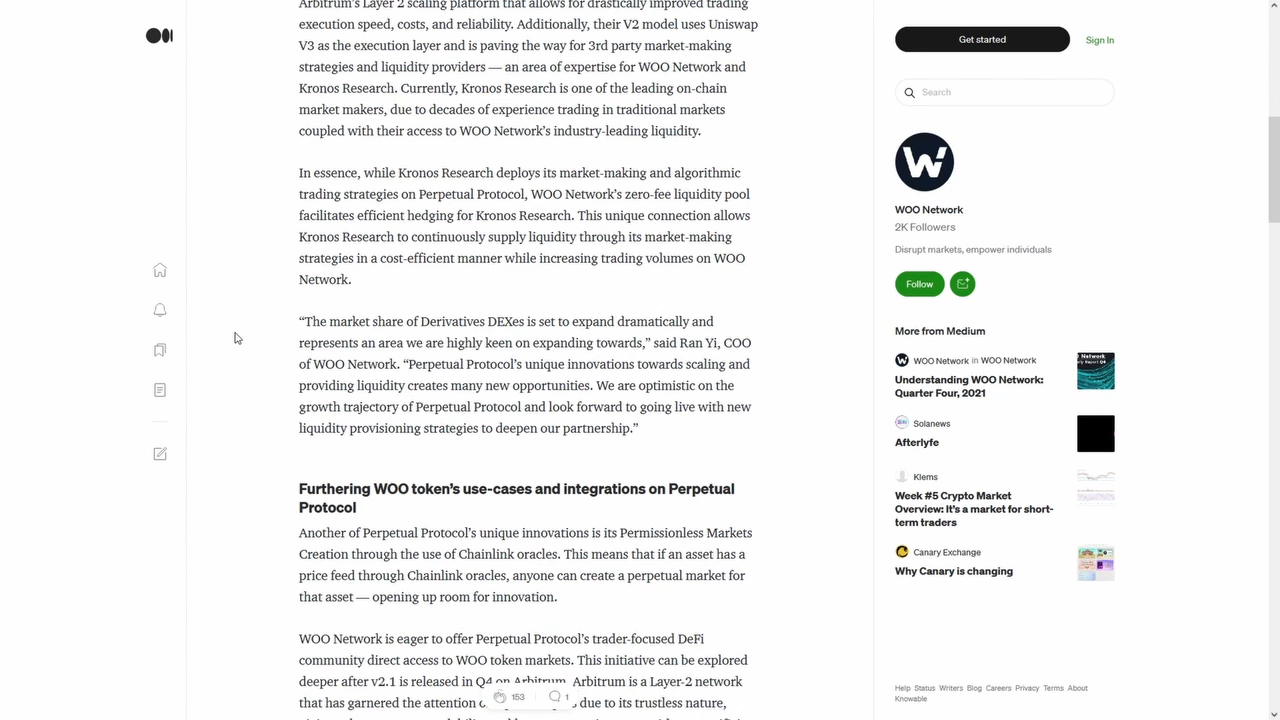 Arbitrum's Layer 2 scaling platform that allows for drastically improved trading
execution speed, costs, and reliability. Additionally, their V2 model uses Uniswap
V3 as the execution layer and is paving the way for 3rd party market-making
strategies and liquidity providers — an area of expertise for WOO Network and
Kronos Research. Currently, Kronos Research is one of the leading on-chain
market makers, due to decades of experience trading in traditional markets
coupled with their access to WOO Network's industry-leading liquidity.
In essence, while Kronos Research deploys its market-making and algorithmic
trading strategies on Perpetual Protocol, WOO Network's zero-fee liquidity pool
facilitates efficient hedging for Kronos Research. This unique connection allows
Kronos Research to continuously supply liquidity through its market-making
strategies in a cost-efficient manner while increasing trading volumes on WOO
Network.
“The market share of Derivatives DEXes is set to expand dramatically and
represents an area we are highly keen on expanding towards,” said Ran Yi, COO
of WOO Network. “Perpetual Protocol's unique innovations towards scaling and
providing liquidity creates many new opportunities. We are optimistic on the
growth trajectory of Perpetual Protocol and look forward to going live with new
liquidity provisioning strategies to deepen our partnership.”
Furthering WOO token's use-cases and integrations on Perpetual
Protocol
Another of Perpetual Protocol's unique innovations is its Permissionless Markets
Creation through the use of Chainlink oracles. This means that if an asset has a
price feed through Chainlink oracles, anyone can create a perpetual market for
that asset — opening up room for innovation.
WOO Network is eager to offer Perpetual Protocol's trader-focused DeFi
community direct access to WOO token markets. This initiative can be explored
deeper after v2.1 is released in Q4 on Arbitrum. Arbitrum is a Layer-2 network
that has garnered the attention due to its trustless nature,
153 1
Get started Sign In
Search
WOO Network
2K Followers
Disrupt markets, empower individuals
Follow
More from Medium
WOO Network in WOO Network
Understanding WOO Network:
Quarter Four, 2021
Solanews
Afterlyfe
Klems
Week #5 Crypto Market
Overview: It's a market for short-
term traders
Canary Exchange
Why Canary is changing
Help Status Writers Blog Careers Privacy Terms About
Knowable